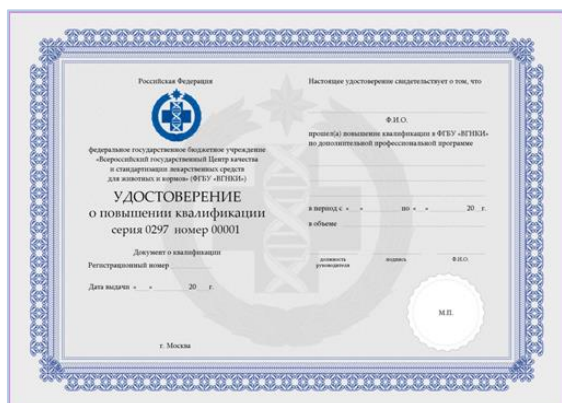 Российская Федерация
федеральное государственное бюджетное учреждение
«Всероссийский государственный Центр качества
и стандартизации лекарственных средств
для животных и кормов» (ФГБУ «ВГНКИ»)
УДОСТОВЕРЕНИЕ
о повышении квалификации
серия 0297 номер 00001
Документ о квалификации
Регистрационный номер
Дата выдачи « » 20 г.
г. Москва
Настоящее удостоверение свидетельствует о том, что
Ф.И.О.
прошел(а) повышение квалификации в ФГБУ «ВГНКИ»
по дополнительной профессиональной программе
в период с « » по « » 20 г.
в объеме
должность руководителя подпись Ф.И.О.
М.П.